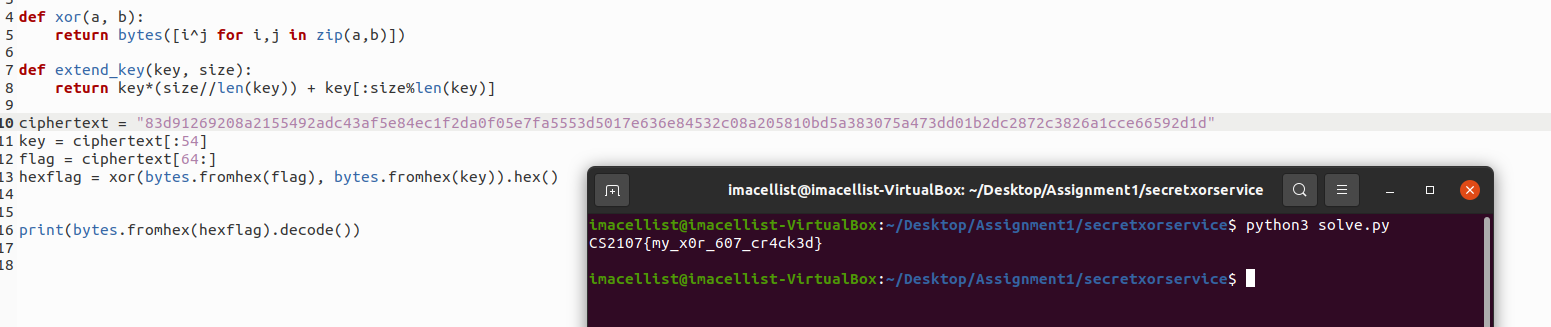 4 def xor(a, b):
5     return bytes([i^j for i,j in zip(a,b)])
6
7 def extend_key(key, size):
8     return key*(size//len(key)) + key[:size%len(key)]
9
10 ciphertext = "83d91269208a2155492adc43af5e84ec1f2da0f05e7fa5553d5017e636e84532c08a205810bd5a383075a473dd01b2dc2872c3826a1cce66592d1d"
11 key = ciphertext[:54]
12 flag = ciphertext[64:]
13 hexflag = xor(bytes.fromhex(flag), bytes.fromhex(key)).hex()
14
15
16 print(bytes.fromhex(hexflag).decode())
17
18
imacellist@imacellist-VirtualBox: ~/Desktop/Assignment1/secretxorservice
imacellist@imacellist-VirtualBox:~/Desktop/Assignment1/secretxorservice$ python3 solve.py
CS2107{my_x0r_607_cr4ck3d}
imacellist@imacellist-VirtualBox:~/Desktop/Assignment1/secretxorservice$